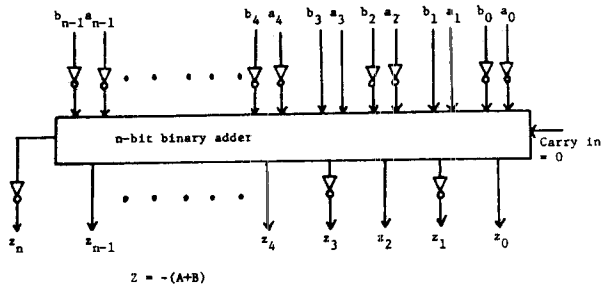 b_{n-1} a_{n-1} b_4 a_4 b_3 a_3 b_2 a_2 b_1 a_1 b_0 a_0
n-bit binary adder
Carry in
= 0
z_n z_{n-1} z_4 z_3 z_2 z_1 z_0
Z = -(A+B)